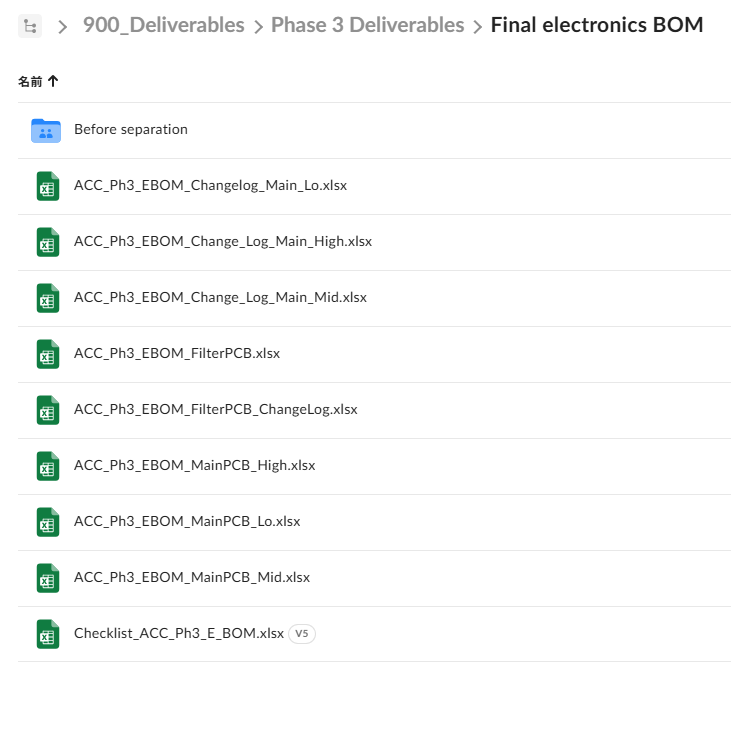 900_Deliverables > Phase 3 Deliverables > Final electronics BOM
名前 ↑
Before separation
ACC_Ph3_EBOM_Changelog_Main_Lo.xlsx
ACC_Ph3_EBOM_Change_Log_Main_High.xlsx
ACC_Ph3_EBOM_Change_Log_Main_Mid.xlsx
ACC_Ph3_EBOM_FilterPCB.xlsx
ACC_Ph3_EBOM_FilterPCB_ChangeLog.xlsx
ACC_Ph3_EBOM_MainPCB_High.xlsx
ACC_Ph3_EBOM_MainPCB_Lo.xlsx
ACC_Ph3_EBOM_MainPCB_Mid.xlsx
Checklist_ACC_Ph3_E_BOM.xlsx V5